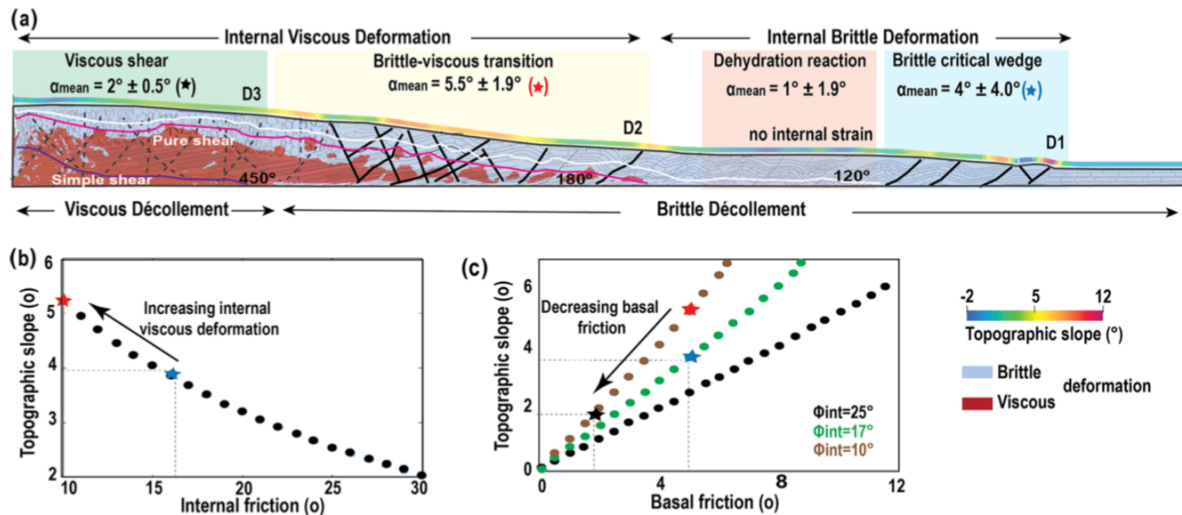 (a)
Internal Viscous Deformation
Internal Brittle Deformation
Viscous shear
αmean = 2° ± 0.5° (★)
Brittle-viscous transition
αmean = 5.5° ± 1.9° (★)
Dehydration reaction
αmean = 1° ± 1.9°
Brittle critical wedge
αmean = 4° ± 4.0° (★)
D3
D2
no internal strain
D1
Pure shear
Simple shear
450°
180°
120°
Viscous Décollement
Brittle Décollement
(b)
Topographic slope (o)
6
5
4
3
2
Increasing internal
viscous deformation
10
15
20
25
30
Internal friction (o)
(c)
Topographic slope (o)
6
4
2
0
Decreasing basal
friction
Φint=25°
Φint=17°
Φint=10°
0
4
8
12
Basal friction (o)
-2
5
12
Topographic slope (°)
Brittle
Viscous
deformation